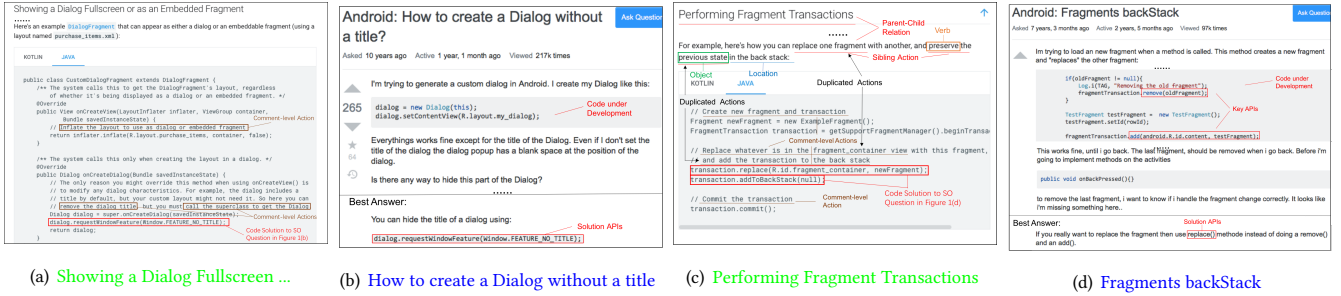 Showing a Dialog Fullscreen or as an Embedded Fragment
......
Here's an example DialogFragment that can appear as either a dialog or an embeddable fragment (using a
layout named purchase_items.xml):
KOTLIN JAVA
public class CustomDialogFragment extends DialogFragment {
/** The system calls this to get the DialogFragment's layout, regardless
of whether it's being displayed as a dialog or an embedded fragment. */
@Override
public View onCreateView(LayoutInflater inflater, ViewGroup container,
Bundle savedInstanceState) {
Comment-level Action
// Inflate the layout to use as dialog or embedded fragment
return inflater.inflate(R.layout.purchase_items, container, false);
}
/** The system calls this only when creating the layout in a dialog. */
@Override
public Dialog onCreateDialog(Bundle savedInstanceState) {
// The only reason you might override this method when using onCreateView() is
// to modify any dialog characteristics. For example, the dialog includes a
// title by default, but your custom layout might not need it. So here you can
// remove the dialog title, but you must call the superclass to get the Dialog.
Dialog dialog = super.onCreateDialog(savedInstanceState);
Comment-level Actions
dialog.requestWindowFeature(Window.FEATURE_NO_TITLE);
return dialog;
Code Solution to SO
Question in Figure 1(b)
}
(a) Showing a Dialog Fullscreen ...
Android: How to create a Dialog without
a title?
Ask Question
Asked 10 years ago Active 1 year, 1 month ago Viewed 217k times
I'm trying to generate a custom dialog in Android. I create my Dialog like this:
265
dialog = new Dialog(this);
dialog.setContentView(R.layout.my_dialog);
Code under
Development
64
Everythings works fine except for the title of the Dialog. Even if I don't set the
title of the dialog the dialog popup has a blank space at the position of the
dialog.
Is there any way to hide this part of the Dialog?
......
Best Answer:
You can hide the title of a dialog using:
Solution APIs
dialog.requestWindowFeature(Window.FEATURE_NO_TITLE);
(b) How to create a Dialog without a title
Performing Fragment Transactions
......
Parent-Child
Relation
Verb
For example, here's how you can replace one fragment with another, and preserve the
previous state in the back stack:
Sibling Action
Object
Location
KOTLIN JAVA
Duplicated Actions
Duplicated Actions
// Create new fragment and transaction
Fragment newFragment = new ExampleFragment();
FragmentTransaction transaction = getSupportFragmentManager().beginTransa
Comment-level Actions
// Replace whatever is in the fragment_container view with this fragment,
// and add the transaction to the back stack
transaction.replace(R.id.fragment_container, newFragment);
transaction.addToBackStack(null);
Code Solution to SO
Question in Figure 1(d)
// Commit the transaction
Comment-level
Action
transaction.commit();
(c) Performing Fragment Transactions
Android: Fragments backStack
Ask Question
Asked 7 years, 3 months ago Active 2 years, 5 months ago Viewed 97k times
Im trying to load an new fragment when a method is called. This method creates a new fragment
and "replaces" the other fragment:
......
if(oldFragment != null){
Log.i(TAG, "Removing the old fragment");
fragmentTransaction.remove(oldFragment);
}
Code under
Development
Key APIs
TestFragment testFragment = new TestFragment();
testFragment.setId(rowId);
fragmentTransaction.add(android.R.id.content, testFragment);
This works fine, until i go back. The last fragment, should be removed when i go back. Before i'm
going to implement methods on the activities
public void onBackPressed(){}
to remove the last fragment, i want to know if i handle the fragment change correctly. It looks like
i'm missing something here..
......
Best Answer:
Solution APIs
If you really want to replace the fragment then use replace() methode instead of doing a remove()
and an add().
(d) Fragments backStack